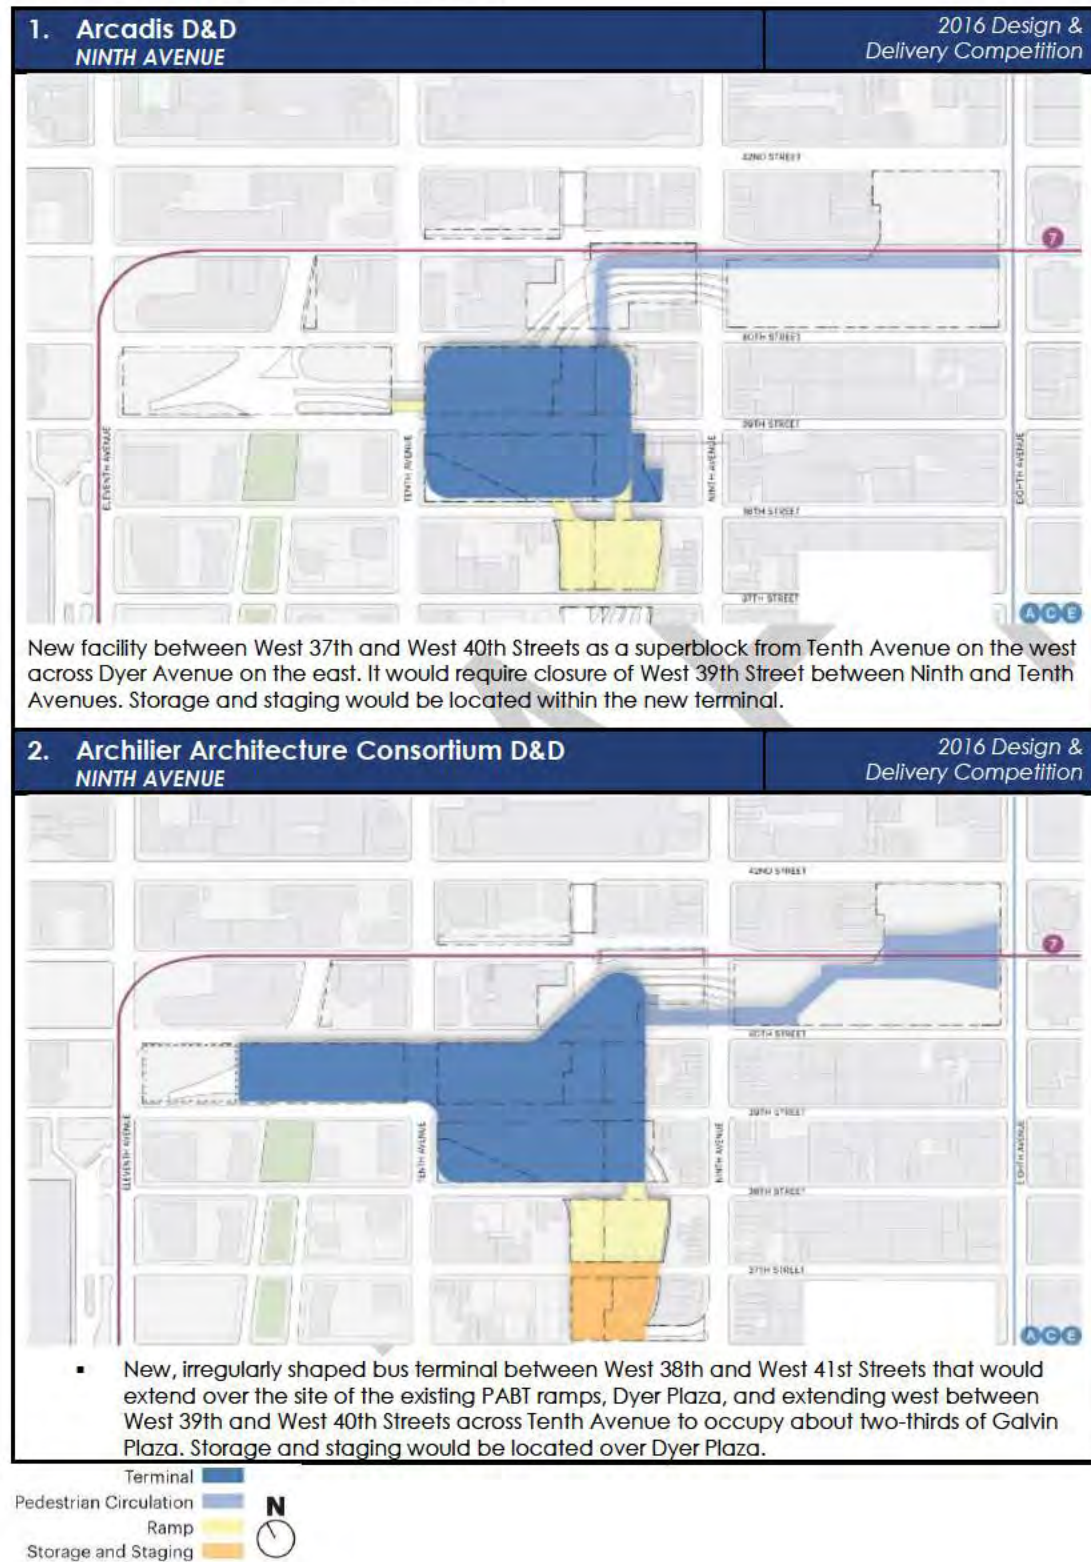 1. Arcadis D&D
NINTH AVENUE
2016 Design &
Delivery Competition
42ND STREET
7
40TH STREET
39TH STREET
ELEVENTH AVENUE
TENTH AVENUE
NINTH AVENUE
EIGHTH AVENUE
38TH STREET
37TH STREET
A C E
New facility between West 37th and West 40th Streets as a superblock from Tenth Avenue on the west
across Dyer Avenue on the east. It would require closure of West 39th Street between Ninth and Tenth
Avenues. Storage and staging would be located within the new terminal.
2. Archilier Architecture Consortium D&D
NINTH AVENUE
2016 Design &
Delivery Competition
42ND STREET
7
40TH STREET
39TH STREET
ELEVENTH AVENUE
TENTH AVENUE
NINTH AVENUE
EIGHTH AVENUE
38TH STREET
37TH STREET
A C E
▪ New, irregularly shaped bus terminal between West 38th and West 41st Streets that would
extend over the site of the existing PABT ramps, Dyer Plaza, and extending west between
West 39th and West 40th Streets across Tenth Avenue to occupy about two-thirds of Galvin
Plaza. Storage and staging would be located over Dyer Plaza.
Terminal
Pedestrian Circulation
Ramp
Storage and Staging
N